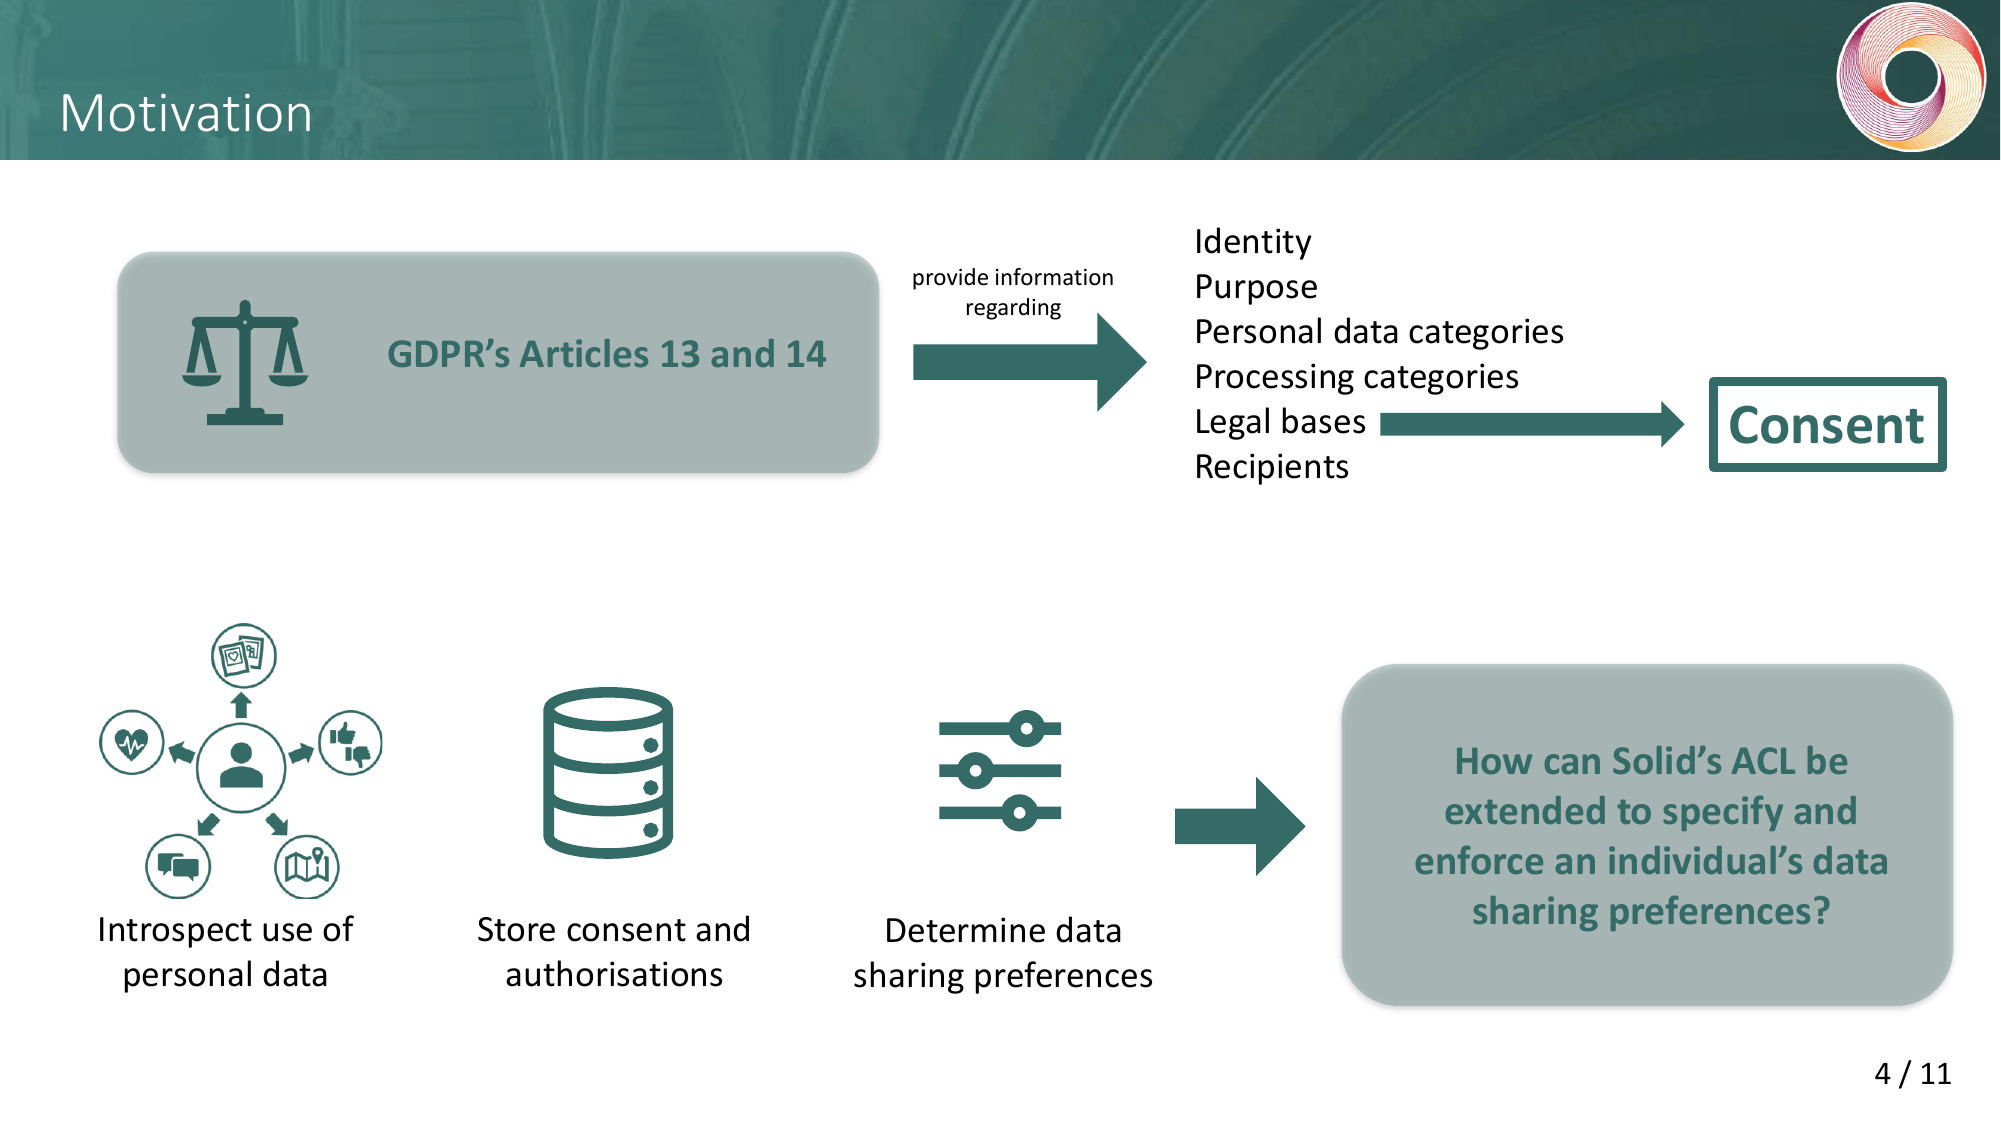 Motivation
GDPR’s Articles 13 and 14
provide information
regarding
Identity
Purpose
Personal data categories
Processing categories
Legal bases
Recipients
Consent
Introspect use of
personal data
Store consent and
authorisations
Determine data
sharing preferences
How can Solid’s ACL be
extended to specify and
enforce an individual’s data
sharing preferences?
4 / 11